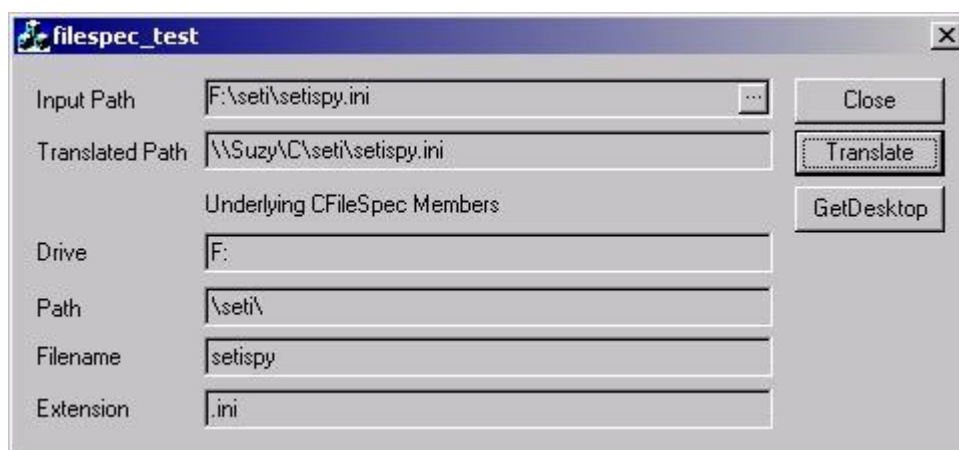 filespec_test
Input Path F:\seti\setispy.ini ... Close
Translated Path \\Suzy\C\seti\setispy.ini Translate
Underlying CFileSpec Members GetDesktop
Drive F:
Path \seti\
Filename setispy
Extension .ini